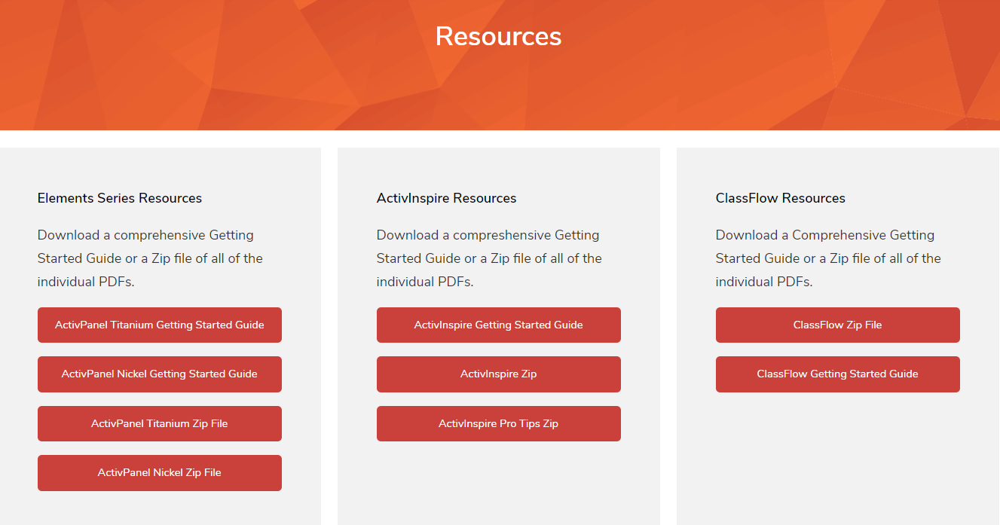 Resources
Elements Series Resources
Download a comprehensive Getting
Started Guide or a Zip file of all of the
individual PDFs.
ActivPanel Titanium Getting Started Guide
ActivPanel Nickel Getting Started Guide
ActivPanel Titanium Zip File
ActivPanel Nickel Zip File
ActivInspire Resources
Download a compreshensive Getting
Started Guide or a Zip file of all of the
individual PDFs.
ActivInspire Getting Started Guide
ActivInspire Zip
ActivInspire Pro Tips Zip
ClassFlow Resources
Download a Comprehensive Getting
Started Guide or a Zip file of all of the
individual PDFs.
ClassFlow Zip File
ClassFlow Getting Started Guide